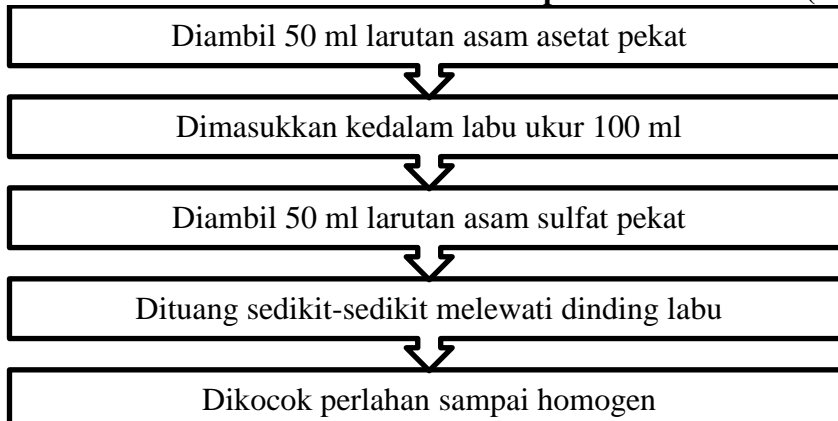 Diambil 50 ml larutan asam asetat pekat
Dimasukkan kedalam labu ukur 100 ml
Diambil 50 ml larutan asam sulfat pekat
Dituang sedikit-sedikit melewati dinding labu
Dikocok perlahan sampai homogen